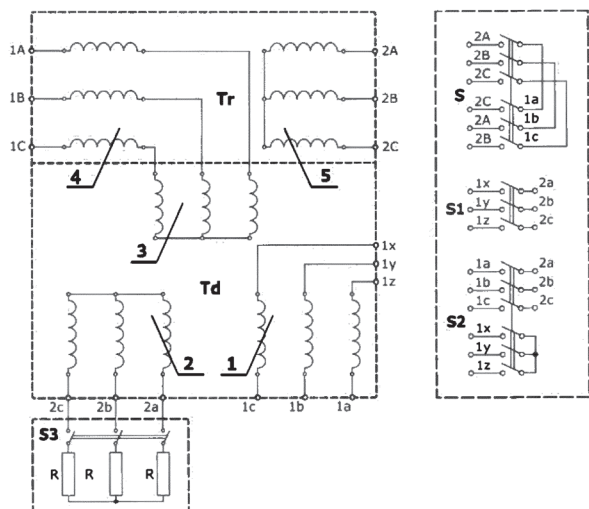 1A
1B
1C
Tr
2A
2B
2C
4
5
3
1x
1y
1z
Td
2
1
2c 2b 2a 1c 1b 1a
S3
R R R
2A
2B
2C
S
2C 1a
2A 1b
2B 1c
1x 2a
S1 1y 2b
1z 2c
1a 2a
1b 2b
1c 2c
S2
1x
1y
1z